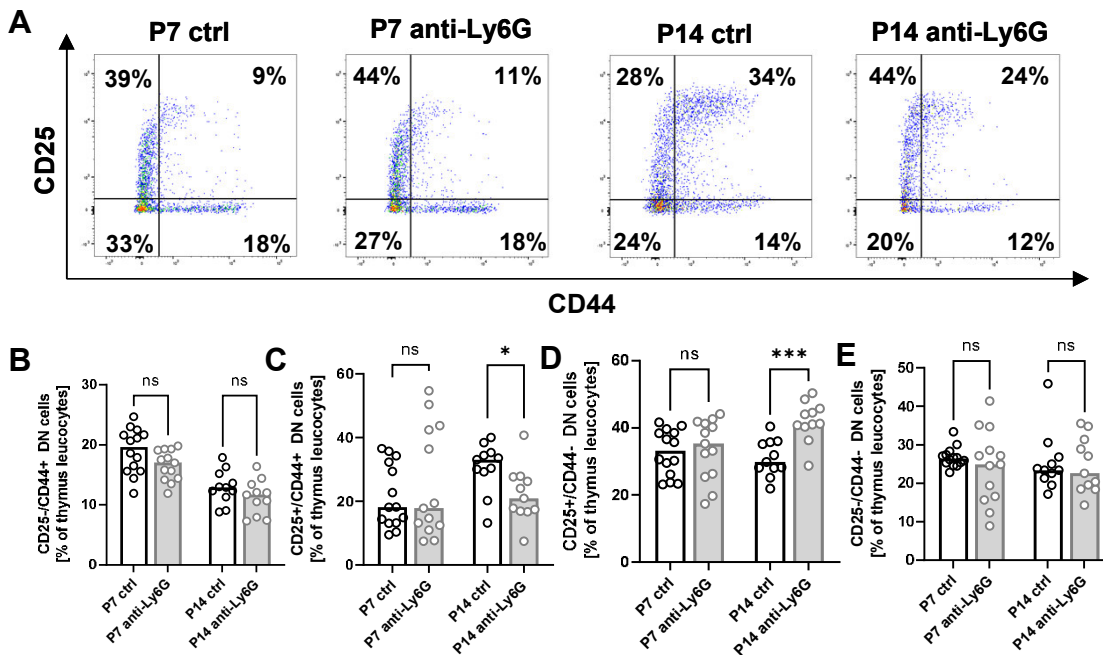 A
P7 ctrl
P7 anti-Ly6G
P14 ctrl
P14 anti-Ly6G
CD25
39% 9%
33% 18%
44% 11%
27% 18%
28% 34%
24% 14%
44% 24%
20% 12%
CD44
B
CD25-/CD44+ DN cells
[% of thymus leucocytes]
30
20
10
0
ns
ns
P7 ctrl
P7 anti-Ly6G
P14 ctrl
P14 anti-Ly6G
C
CD25+/CD44+ DN cells
[% of thymus leucocytes]
60
40
20
0
ns
*
P7 ctrl
P7 anti-Ly6G
P14 ctrl
P14 anti-Ly6G
D
CD25+/CD44- DN cells
[% of thymus leucocytes]
60
40
20
0
ns
***
P7 ctrl
P7 anti-Ly6G
P14 ctrl
P14 anti-Ly6G
E
CD25-/CD44- DN cells
[% of thymus leucocytes]
50
40
30
20
10
0
ns
ns
P7 ctrl
P7 anti-Ly6G
P14 ctrl
P14 anti-Ly6G